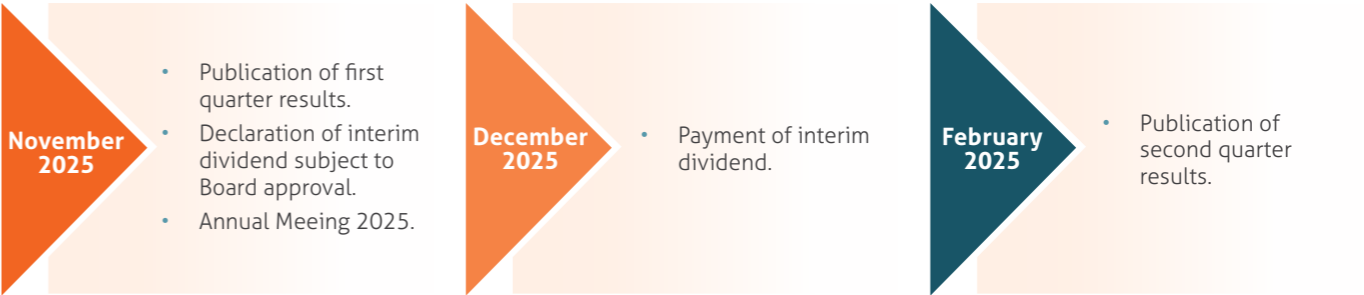 November
2025
• Publication of first
quarter results.
• Declaration of interim
dividend subject to
Board approval.
• Annual Meeing 2025.
December
2025
• Payment of interim
dividend.
February
2025
• Publication of
second quarter
results.